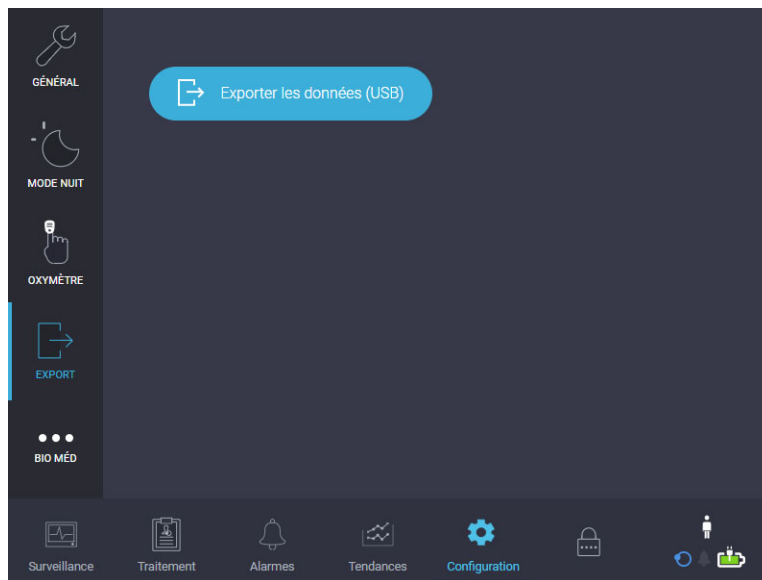 GÉNÉRAL
Exporter les données (USB)
MODE NUIT
OXYMÈTRE
EXPORT
BIO MÉD
Surveillance
Traitement
Alarmes
Tendances
Configuration